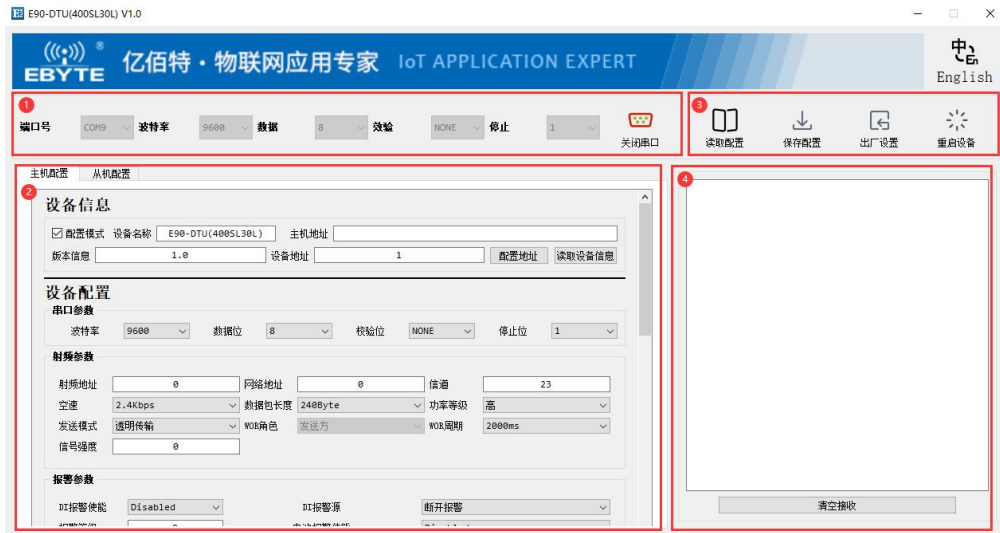 E90-DTU(400SL30L) V1.0
((·)) ® EBYTE 亿佰特·物联网应用专家 IoT APPLICATION EXPERT 中 En English
1 3
端口号 COM9 波特率 9600 数据 8 效验 NONE 停止 1 关闭串口 读取配置 保存配置 出厂设置 重启设备
主机配置 从机配置
2 4
设备信息
配置模式 设备名称 E90-DTU(400SL30L) 主机地址
版本信息 1.0 设备地址 1 配置地址 读取设备信息
设备配置
串口参数
波特率 9600 数据位 8 校验位 NONE 停止位 1
射频参数
射频地址 0 网络地址 0 信道 23
空速 2.4Kbps 数据包长度 240Byte 功率等级 高
发送模式 透明传输 WOR角色 发送方 WOR周期 2000ms
信号强度 0
报警参数
DI报警使能 Disabled DI报警源 断开报警
清空接收